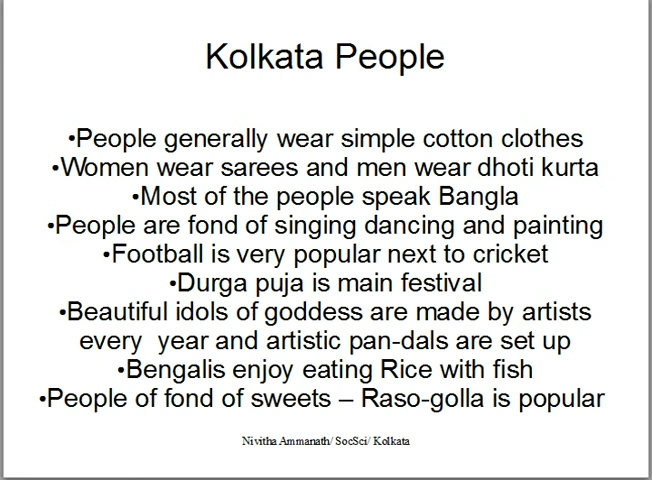 Kolkata People
•People generally wear simple cotton clothes
•Women wear sarees and men wear dhoti kurta
•Most of the people speak Bangla
•People are fond of singing dancing and painting
•Football is very popular next to cricket
•Durga puja is main festival
•Beautiful idols of goddess are made by artists
every  year and artistic pan-dals are set up
•Bengalis enjoy eating Rice with fish
•People of fond of sweets – Raso-golla is popular
Nivitha Ammanath/ SocSci/ Kolkata